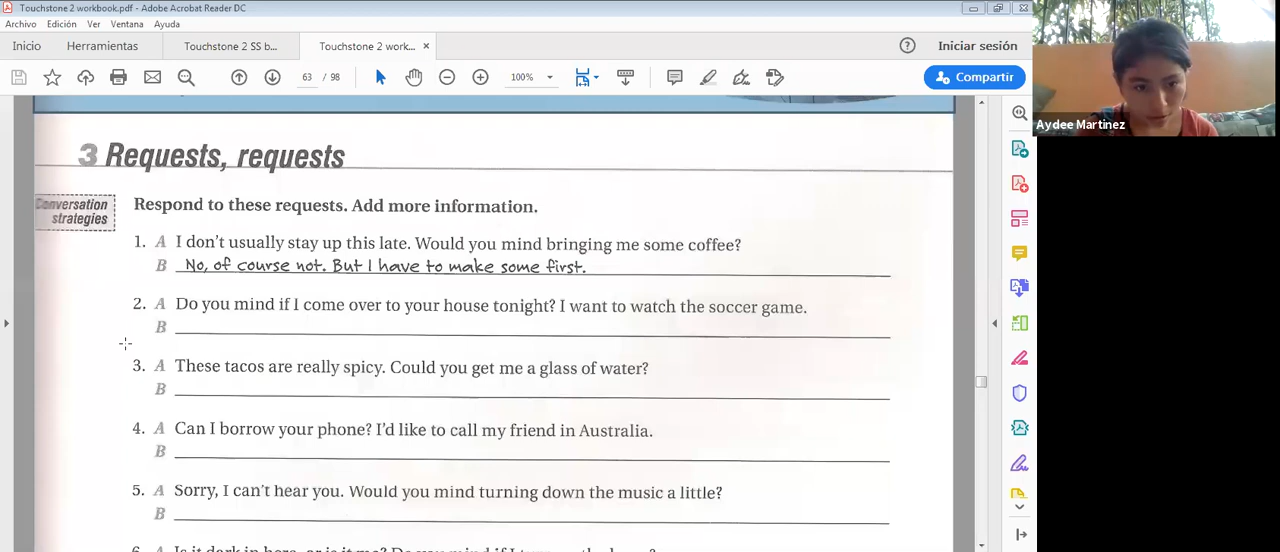 Touchstone 2 workbook.pdf - Adobe Acrobat Reader DC
Archivo Edición Ver Ventana Ayuda
Inicio Herramientas Touchstone 2 SS b... Touchstone 2 work... × Iniciar sesión
63 / 98 100% Compartir
Aydee Martinez
3 Requests, requests
Conversation
strategies
Respond to these requests. Add more information.
1. A I don't usually stay up this late. Would you mind bringing me some coffee?
B No, of course not. But I have to make some first.
2. A Do you mind if I come over to your house tonight? I want to watch the soccer game.
B
3. A These tacos are really spicy. Could you get me a glass of water?
B
4. A Can I borrow your phone? I'd like to call my friend in Australia.
B
5. A Sorry, I can't hear you. Would you mind turning down the music a little?
B